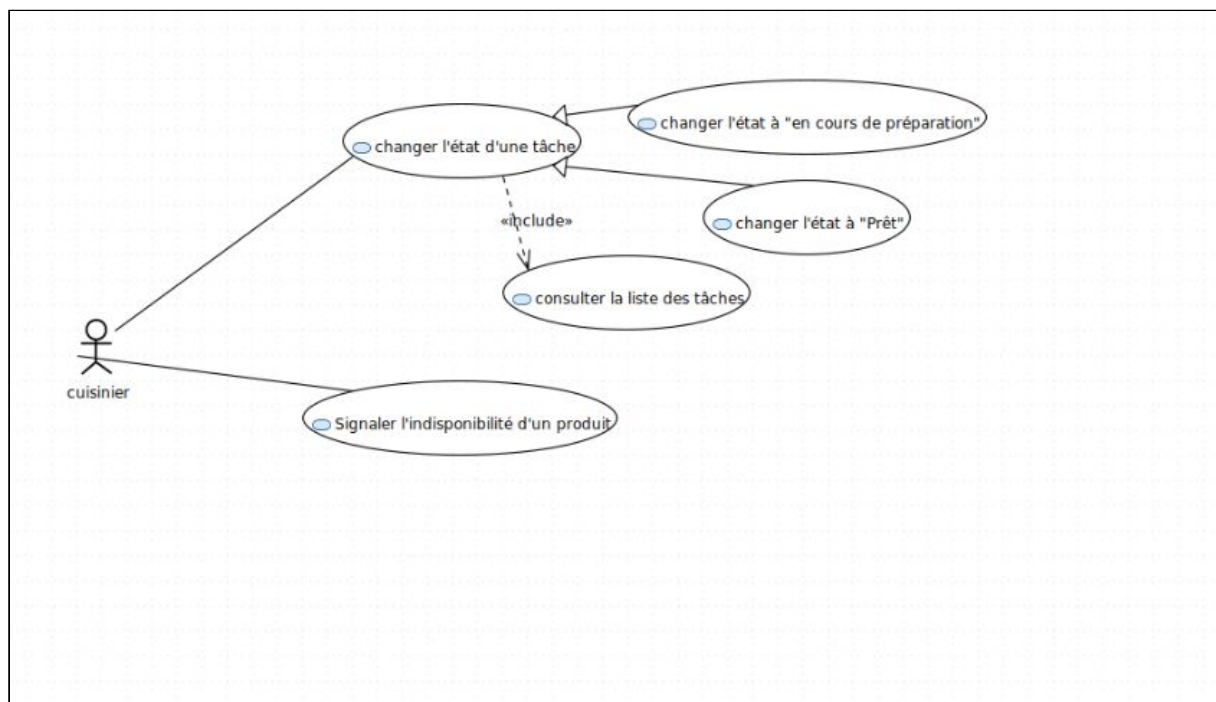 changer l'état à "en cours de préparation"
changer l'état d'une tâche
«include»
changer l'état à "Prêt"
consulter la liste des tâches
cuisinier
Signaler l'indisponibilité d'un produit